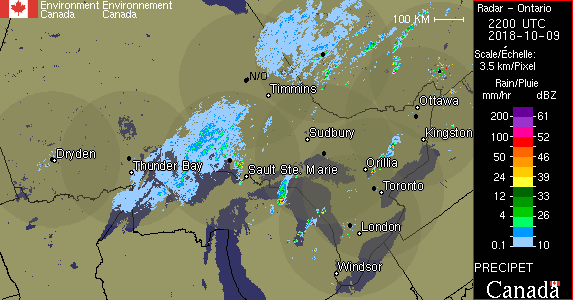 Environment Environnement
Canada Canada
100 KM
N/O
Timmins
Ottawa
Sudbury
Kingston
Dryden
Thunder Bay
Sault Ste. Marie
Orillia
Toronto
London
Windsor
Radar - Ontario
2200 UTC
2018-10-09
Scale/Échelle:
3.5 km/Pixel
Rain/Pluie
mm/hr dBZ
200 61
100 52
50 46
24 39
12 33
4 26
0.1 10
PRECIPET
Canada